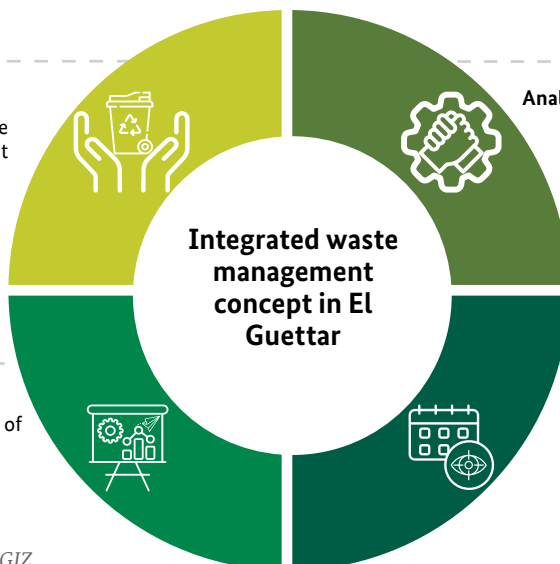 Anal
e
t
Integrated waste
management
concept in El
Guettar
of
GIZ